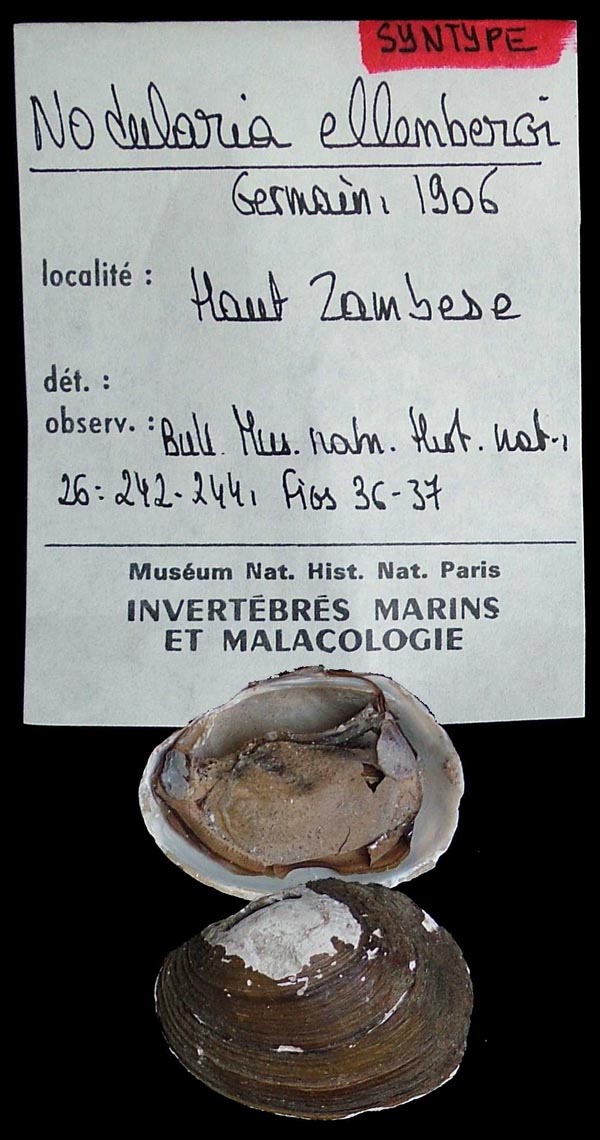 SYNTYPE
Nodularia ellenbergi
Germain, 1906
localité : Haut Zambese
dét. :
observ. : Bull. Mus. natn. Hist. nat.,
26: 242-244, figs 36-37
Muséum Nat. Hist. Nat. Paris
INVERTÉBRÉS MARINS
ET MALACOLOGIE